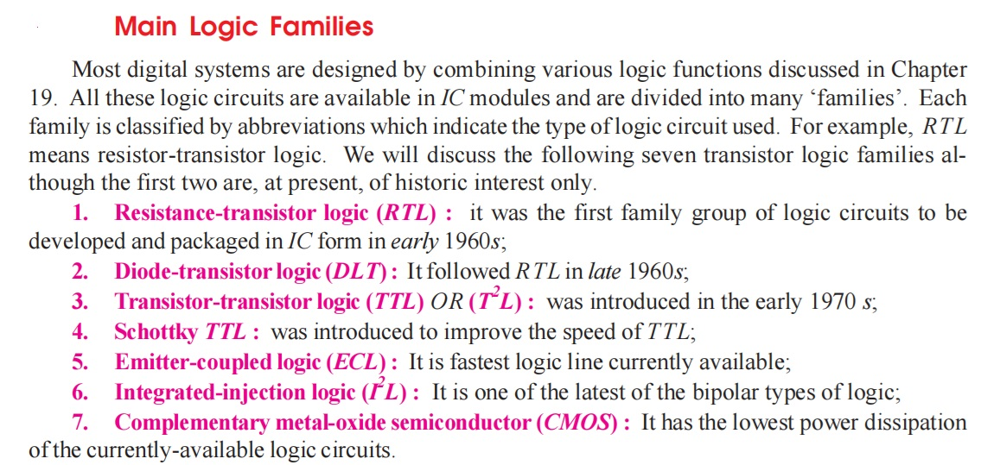 Main Logic Families
Most digital systems are designed by combining various logic functions discussed in Chapter
19. All these logic circuits are available in IC modules and are divided into many ‘families’. Each
family is classified by abbreviations which indicate the type of logic circuit used. For example, RTL
means resistor-transistor logic. We will discuss the following seven transistor logic families al-
though the first two are, at present, of historic interest only.
1. Resistance-transistor logic (RTL) : it was the first family group of logic circuits to be
developed and packaged in IC form in early 1960s;
2. Diode-transistor logic (DLT) : It followed RTL in late 1960s;
3. Transistor-transistor logic (TTL) OR (T²L) : was introduced in the early 1970 s;
4. Schottky TTL : was introduced to improve the speed of TTL;
5. Emitter-coupled logic (ECL) : It is fastest logic line currently available;
6. Integrated-injection logic (I²L) : It is one of the latest of the bipolar types of logic;
7. Complementary metal-oxide semiconductor (CMOS) : It has the lowest power dissipation
of the currently-available logic circuits.